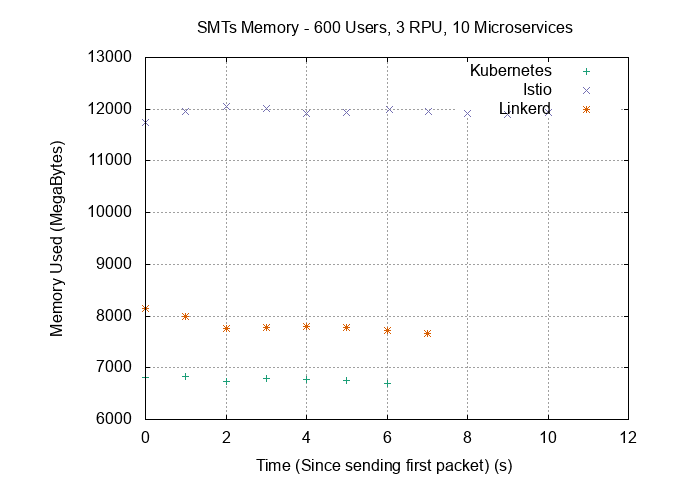 SMTs Memory - 600 Users, 3 RPU, 10 Microservices
13000
12000
11000
10000
9000
8000
7000
6000
Memory Used (MegaBytes)
Kubernetes
Istio
Linkerd
0 2 4 6 8 10 12
Time (Since sending first packet) (s)